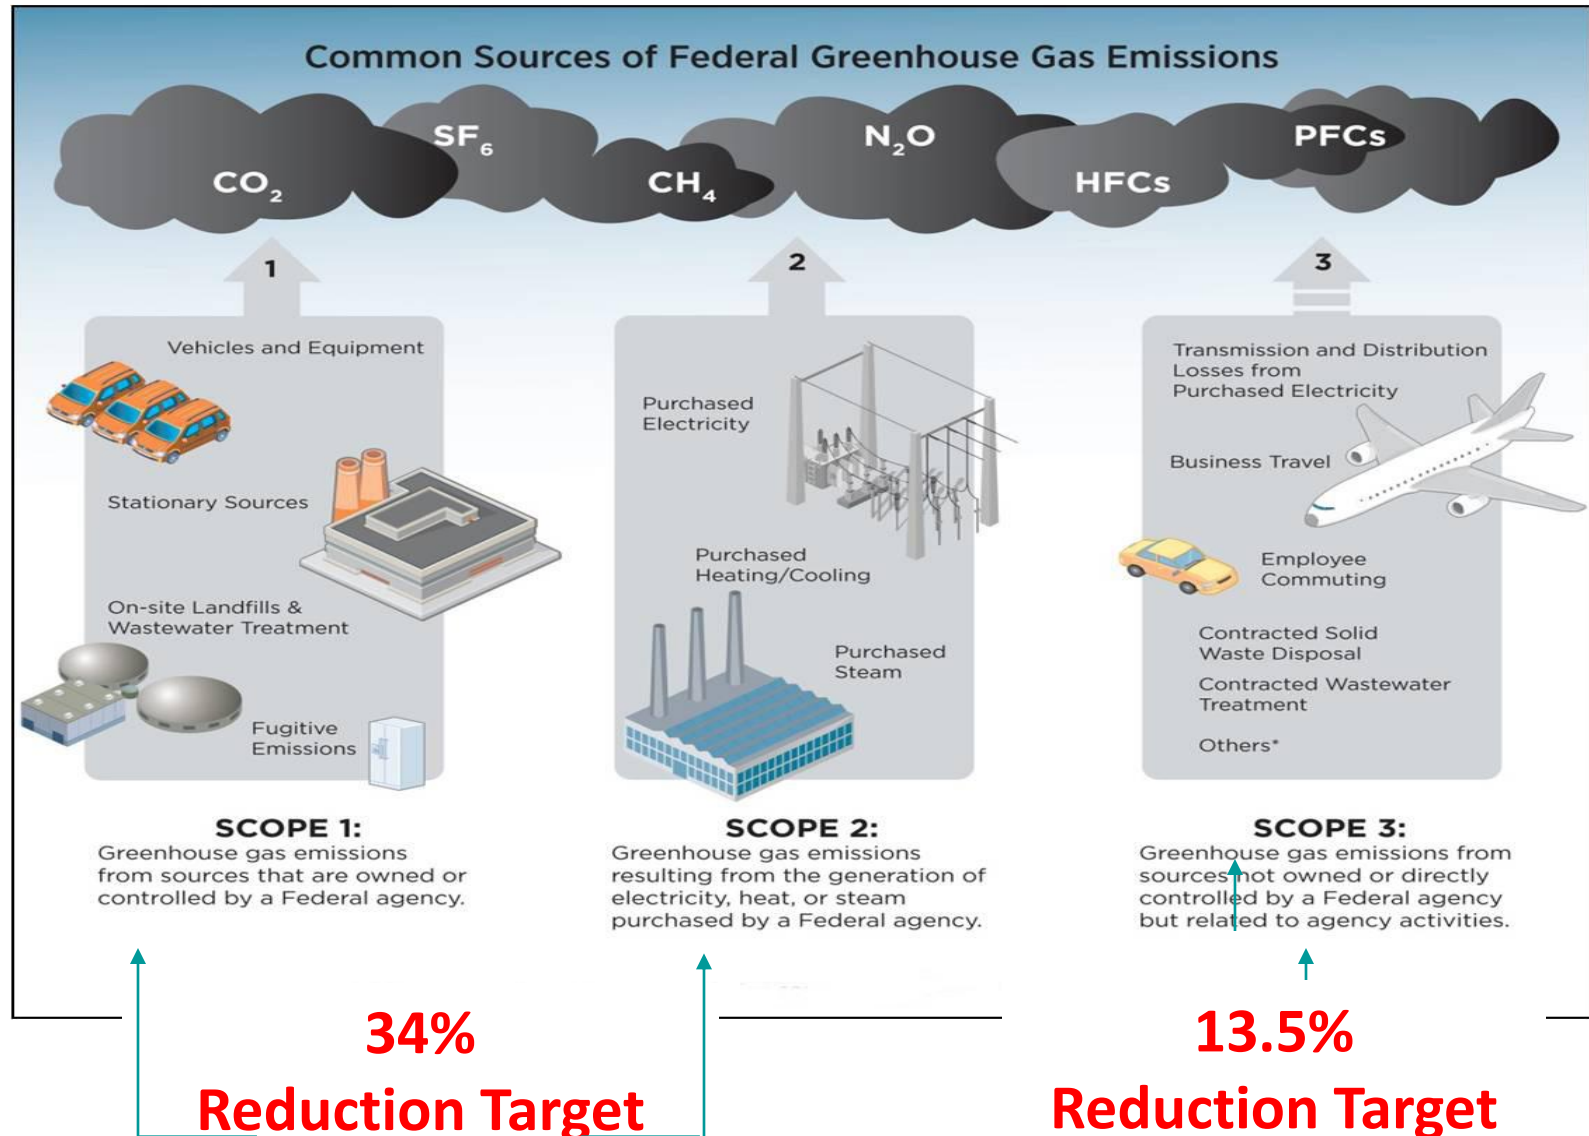 Common Sources of Federal Greenhouse Gas Emissions
CO₂
SF₆
CH₄
N₂O
HFCs
PFCs
1
Vehicles and Equipment
Stationary Sources
On-site Landfills &
Wastewater Treatment
Fugitive
Emissions
SCOPE 1:
Greenhouse gas emissions
from sources that are owned or
controlled by a Federal agency.
2
Purchased
Electricity
Purchased
Heating/Cooling
Purchased
Steam
SCOPE 2:
Greenhouse gas emissions
resulting from the generation of
electricity, heat, or steam
purchased by a Federal agency.
3
Transmission and Distribution
Losses from
Purchased Electricity
Business Travel
Employee
Commuting
Contracted Solid
Waste Disposal
Contracted Wastewater
Treatment
Others*
SCOPE 3:
Greenhouse gas emissions from
sources not owned or directly
controlled by a Federal agency
but related to agency activities.
34%
Reduction Target
13.5%
Reduction Target